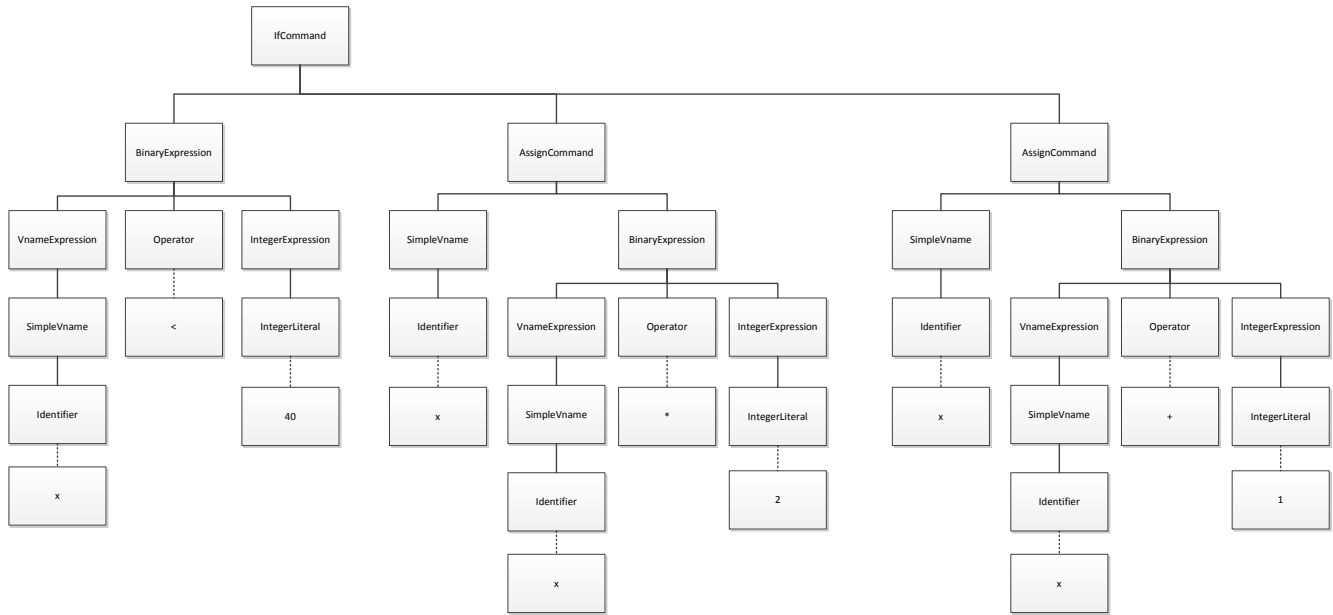 IfCommand
BinaryExpression
AssignCommand
AssignCommand
VnameExpression
Operator
IntegerExpression
SimpleVname
BinaryExpression
SimpleVname
BinaryExpression
SimpleVname
<
IntegerLiteral
Identifier
VnameExpression
Operator
IntegerExpression
Identifier
VnameExpression
Operator
IntegerExpression
Identifier
40
x
SimpleVname
*
IntegerLiteral
x
SimpleVname
+
IntegerLiteral
x
Identifier
2
Identifier
1
x
x